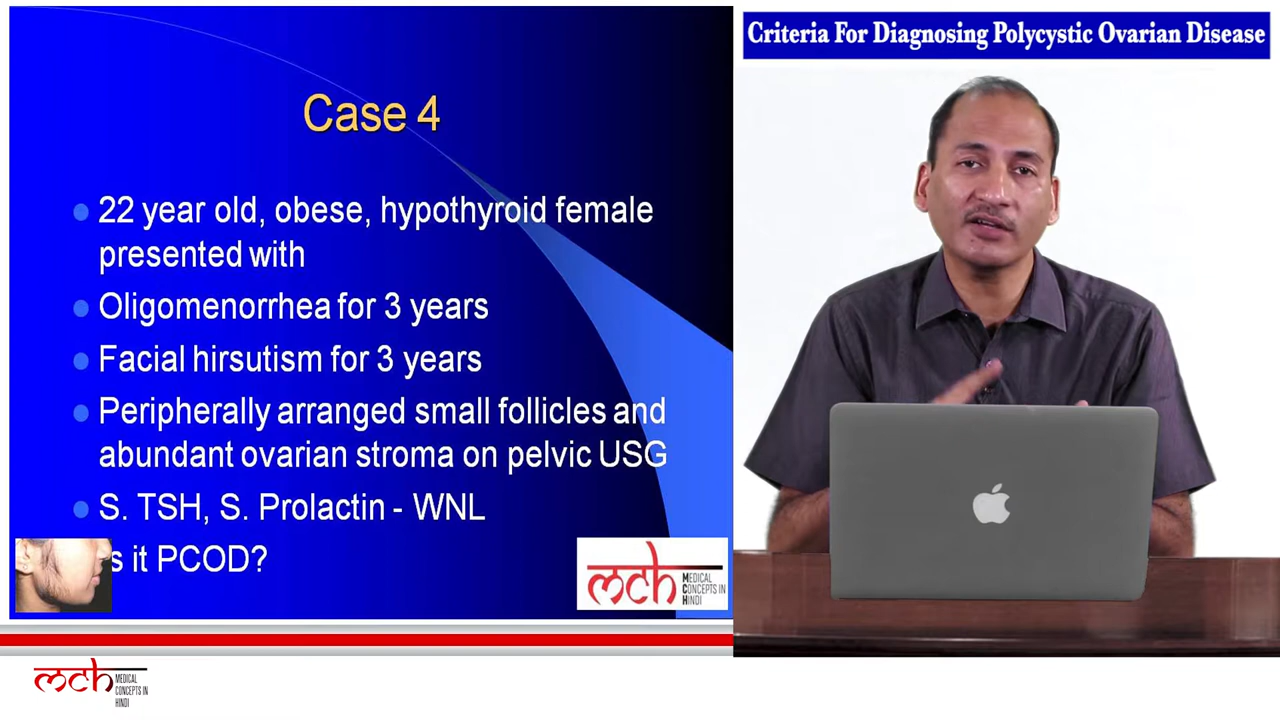 Criteria For Diagnosing Polycystic Ovarian Disease
Case 4
22 year old, obese, hypothyroid female
presented with
Oligomenorrhea for 3 years
Facial hirsutism for 3 years
Peripherally arranged small follicles and
abundant ovarian stroma on pelvic USG
S. TSH, S. Prolactin - WNL
s it PCOD?
mch MEDICAL
CONCEPTS IN
HINDI
mch MEDICAL
CONCEPTS IN
HINDI